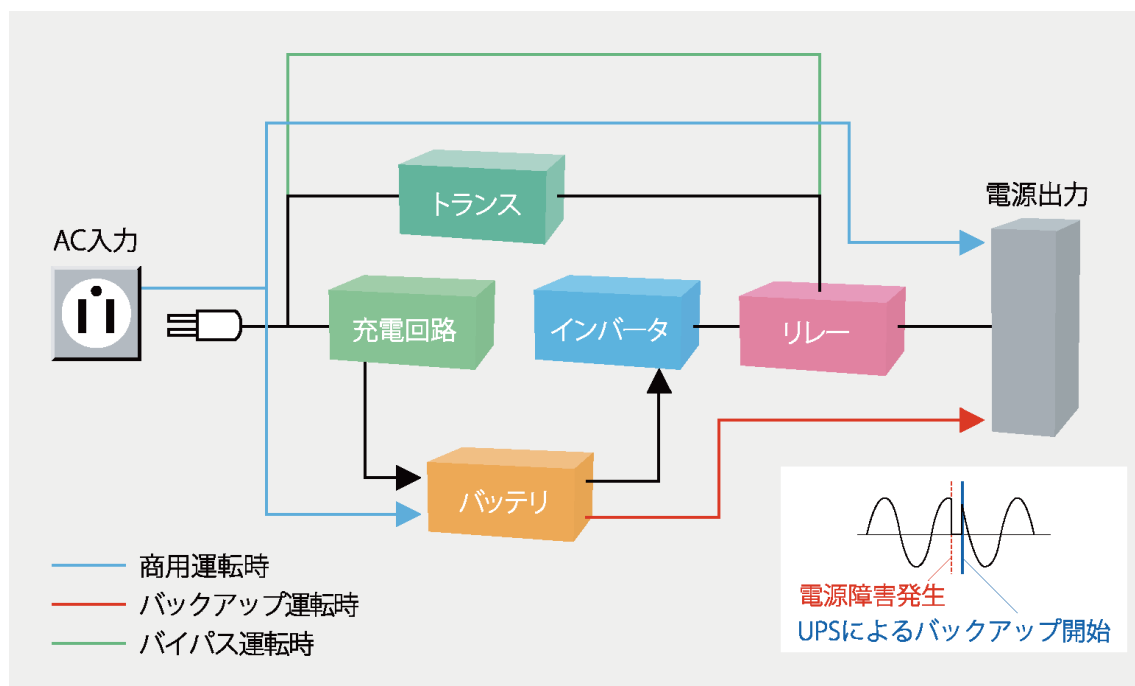 トランス
電源出力
AC入力
充電回路
インバータ
リレー
バッテリ
商用運転時
バックアップ運転時
バイパス運転時
電源障害発生
UPSによるバックアップ開始